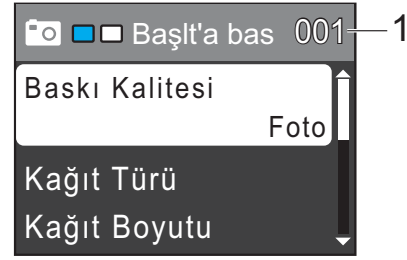 Başlt'a bas 001 1
Baskı Kalitesi
Foto
Kağıt Türü
Kağıt Boyutu